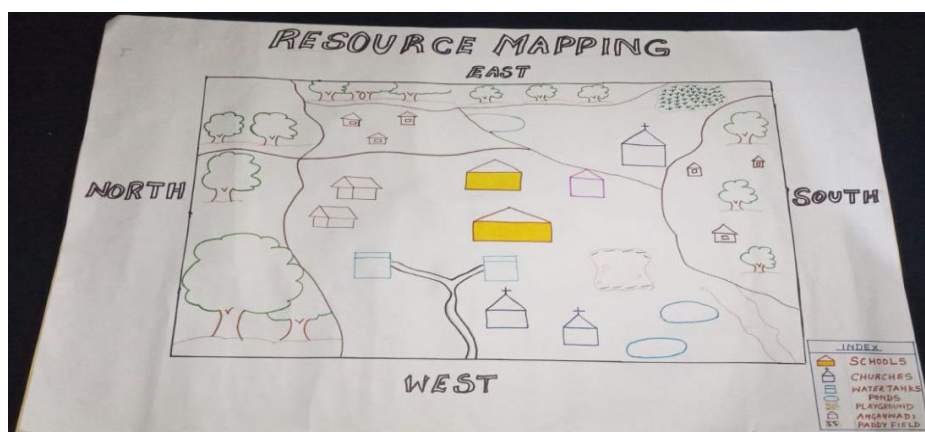 RESOURCE MAPPING
EAST
NORTH
SOUTH
WEST
INDEX
SCHOOLS
CHURCHES
WATER TANKS
PONDS
PLAYGROUND
ANGANWADI
PADDY FIELD